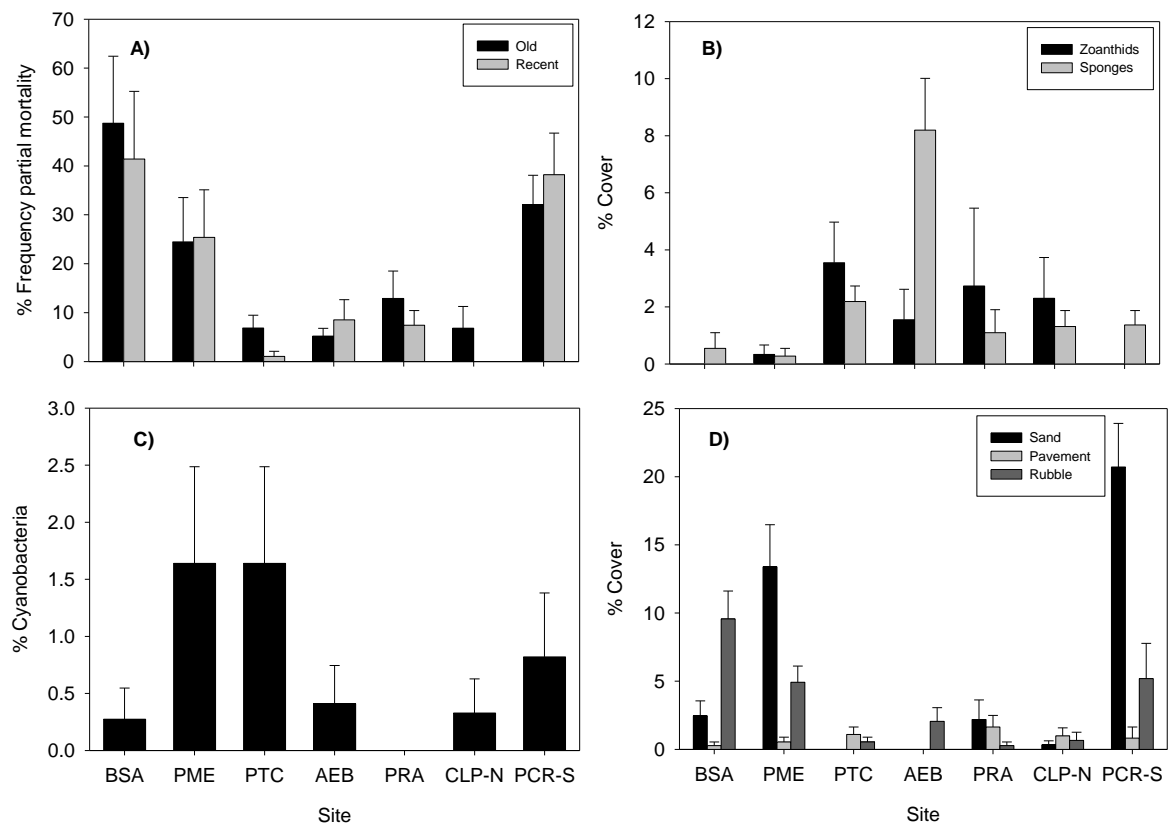 A)
Old
Recent
% Frequency partial mortality
70
60
50
40
30
20
10
0
B)
Zoanthids
Sponges
% Cover
12
10
8
6
4
2
0
C)
% Cyanobacteria
3.0
2.5
2.0
1.5
1.0
0.5
0.0
BSA PME PTC AEB PRA CLP-N PCR-S
Site
D)
Sand
Pavement
Rubble
% Cover
25
20
15
10
5
0
BSA PME PTC AEB PRA CLP-N PCR-S
Site